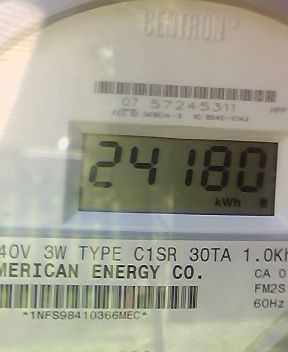 CENTRON®
07 57245311
24180
kWh
40V 3W TYPE C1SR 30TA 1.0Kh
MERICAN ENERGY CO.
CA 0
FM2S
60Hz
*1NFS98410366MEC*